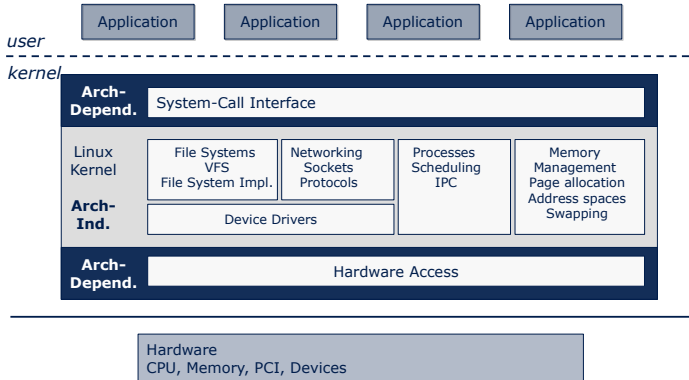 Application
Application
Application
Application
user
kernel
Arch-
Depend.
System-Call Interface
Linux
Kernel
Arch-
Ind.
File Systems
VFS
File System Impl.
Networking
Sockets
Protocols
Processes
Scheduling
IPC
Memory
Management
Page allocation
Address spaces
Swapping
Device Drivers
Arch-
Depend.
Hardware Access
Hardware
CPU, Memory, PCI, Devices